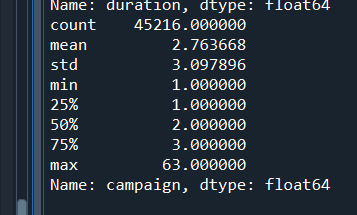 Name: duration, dtype: float64
count    45216.000000
mean         2.763668
std          3.097896
min          1.000000
25%          1.000000
50%          2.000000
75%          3.000000
max         63.000000
Name: campaign, dtype: float64